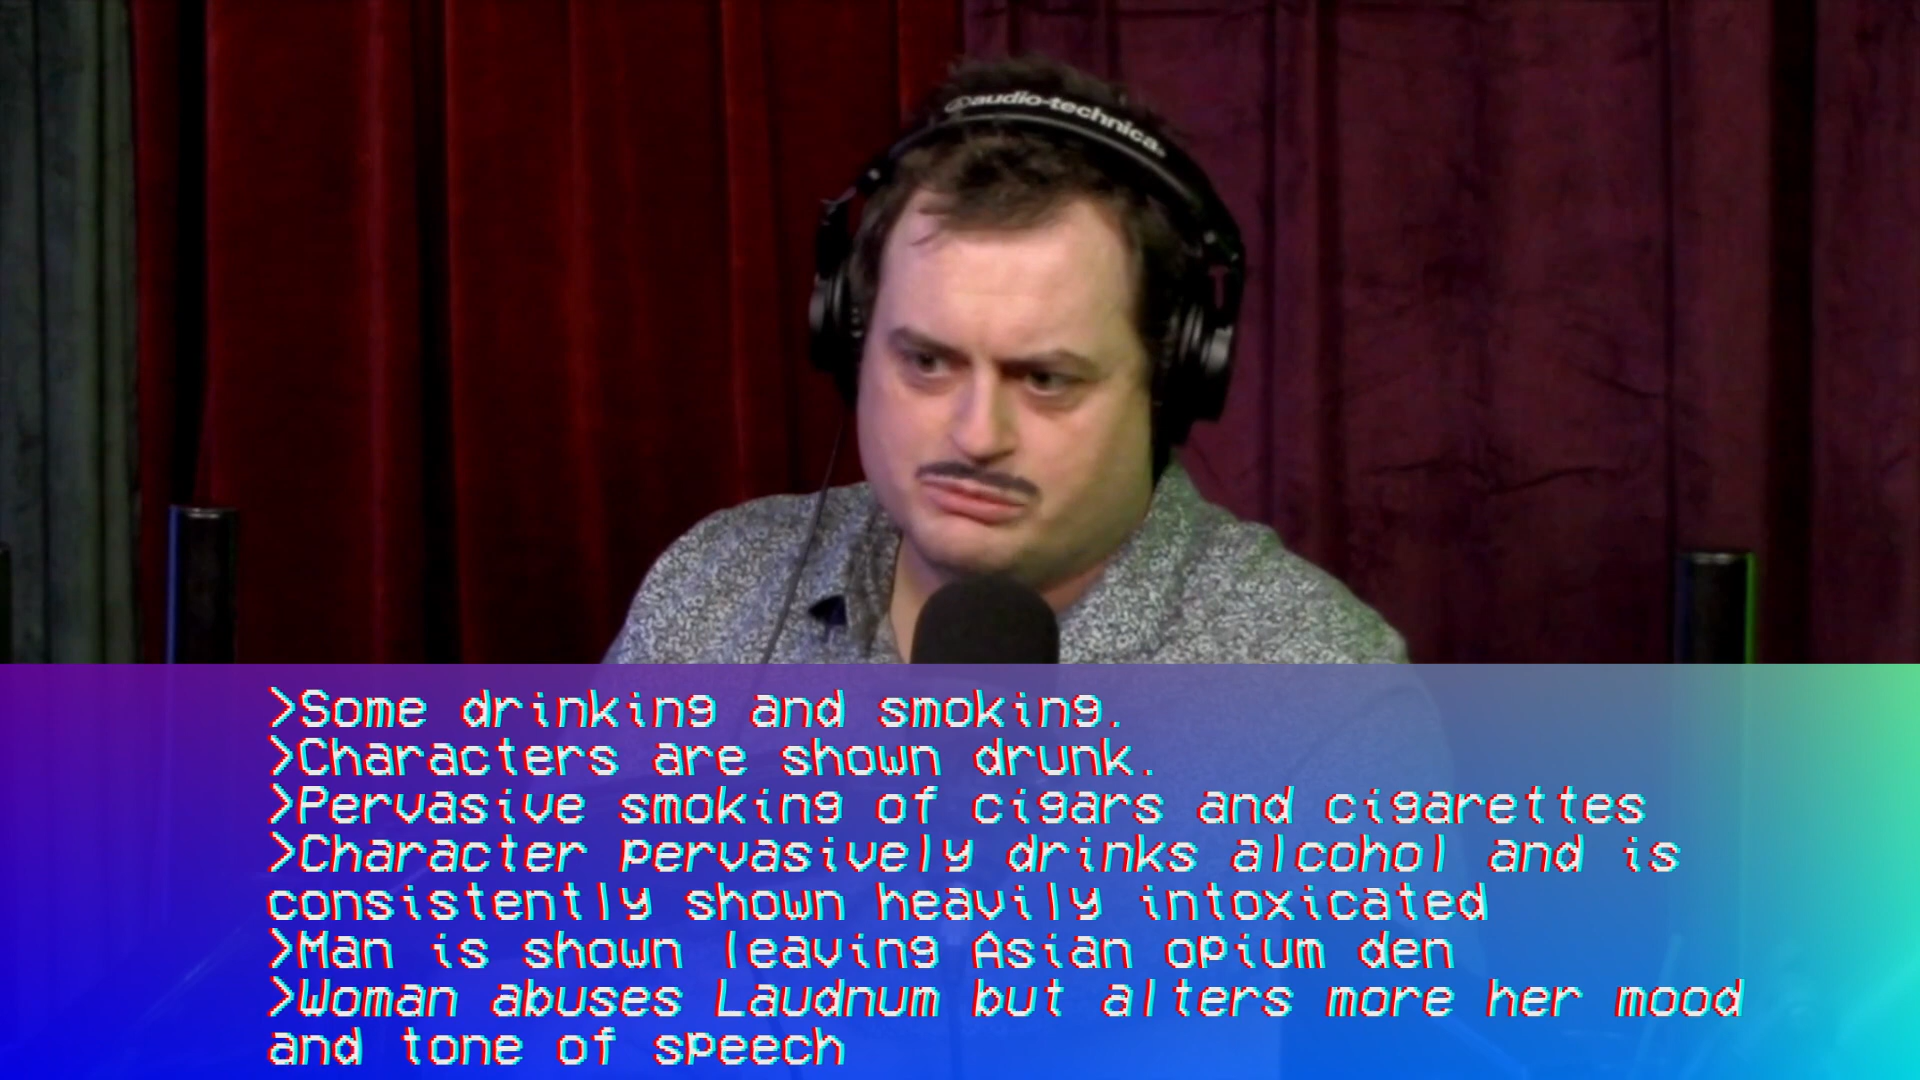 audio-technica
>Some drinking and smoking.
>Characters are shown drunk.
>Pervasive smoking of cigars and cigarettes
>Character pervasively drinks alcohol and is
consistently shown heavily intoxicated
>Man is shown leaving Asian opium den
>Woman abuses Laudnum but alters more her mood
and tone of speech